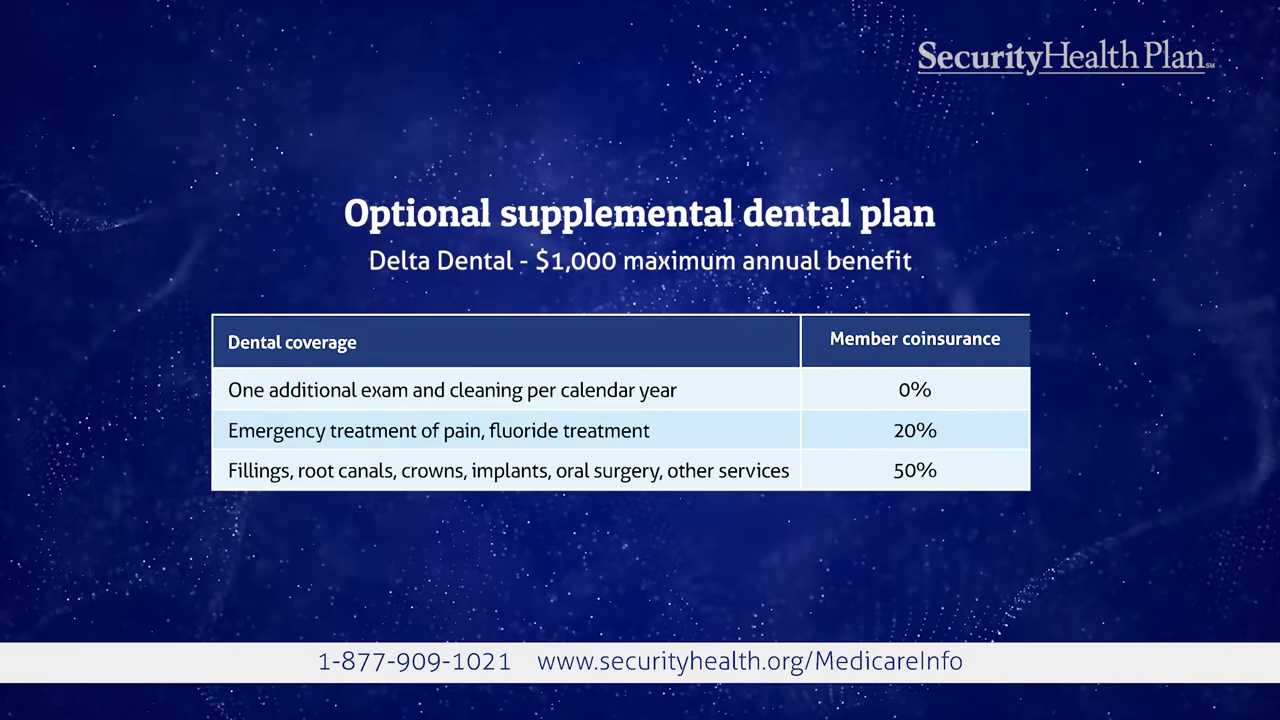 SecurityHealth Plan℠
Optional supplemental dental plan
Delta Dental - $1,000 maximum annual benefit
Dental coverage Member coinsurance
One additional exam and cleaning per calendar year 0%
Emergency treatment of pain, fluoride treatment 20%
Fillings, root canals, crowns, implants, oral surgery, other services 50%
1-877-909-1021 www.securityhealth.org/MedicareInfo